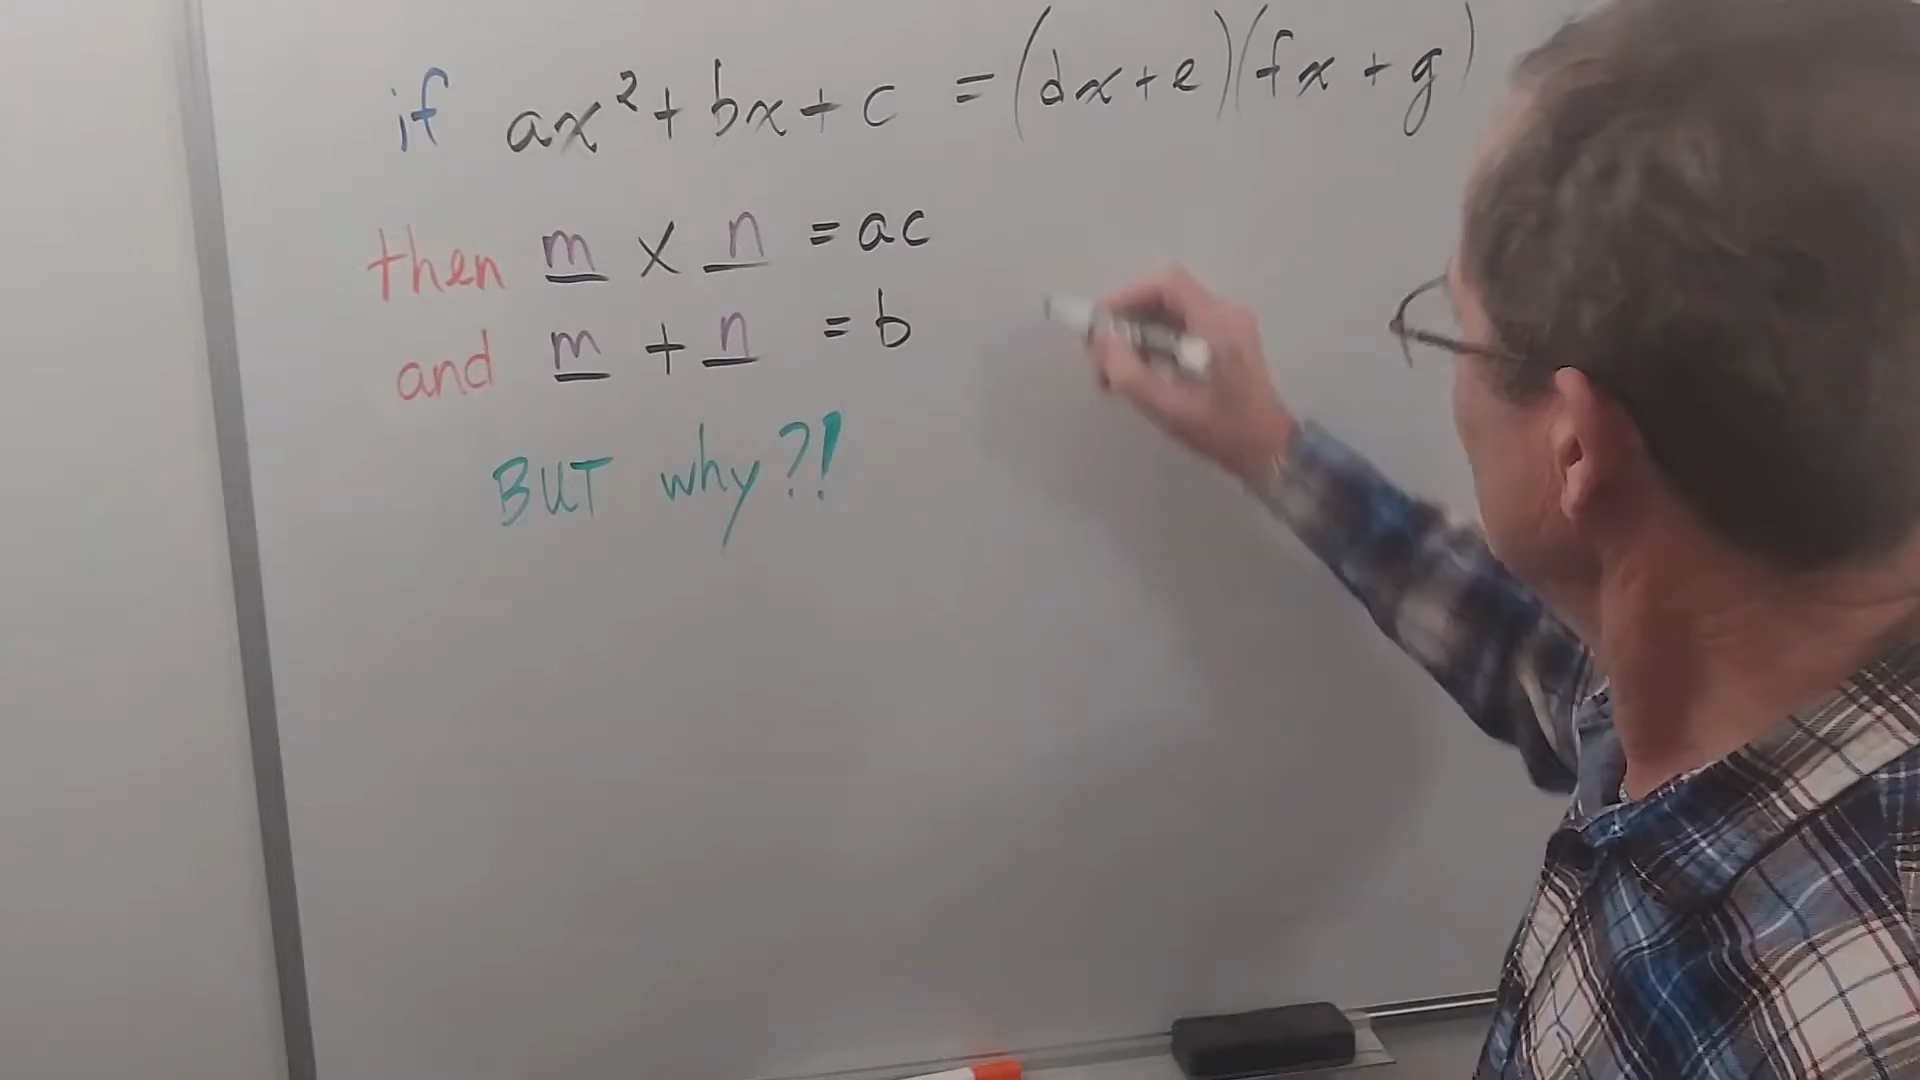 if ax²+bx+c =(dx+e)(fx+g)
then m x n = ac
and m + n = b
BUT why?!